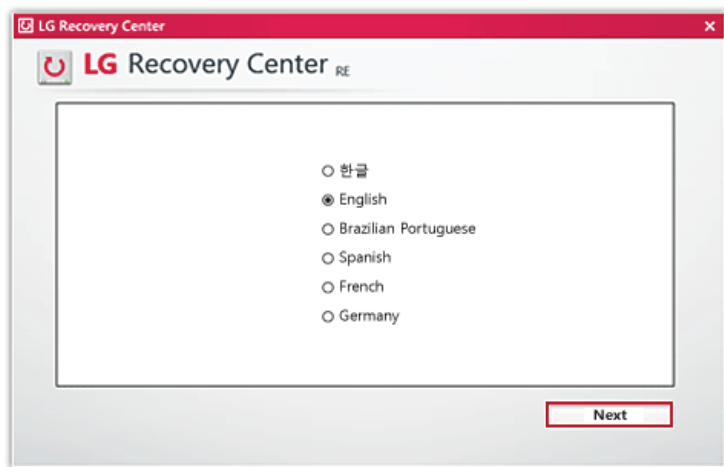 LG Recovery Center
LG Recovery Center RE
한글
English
Brazilian Portuguese
Spanish
French
Germany
Next